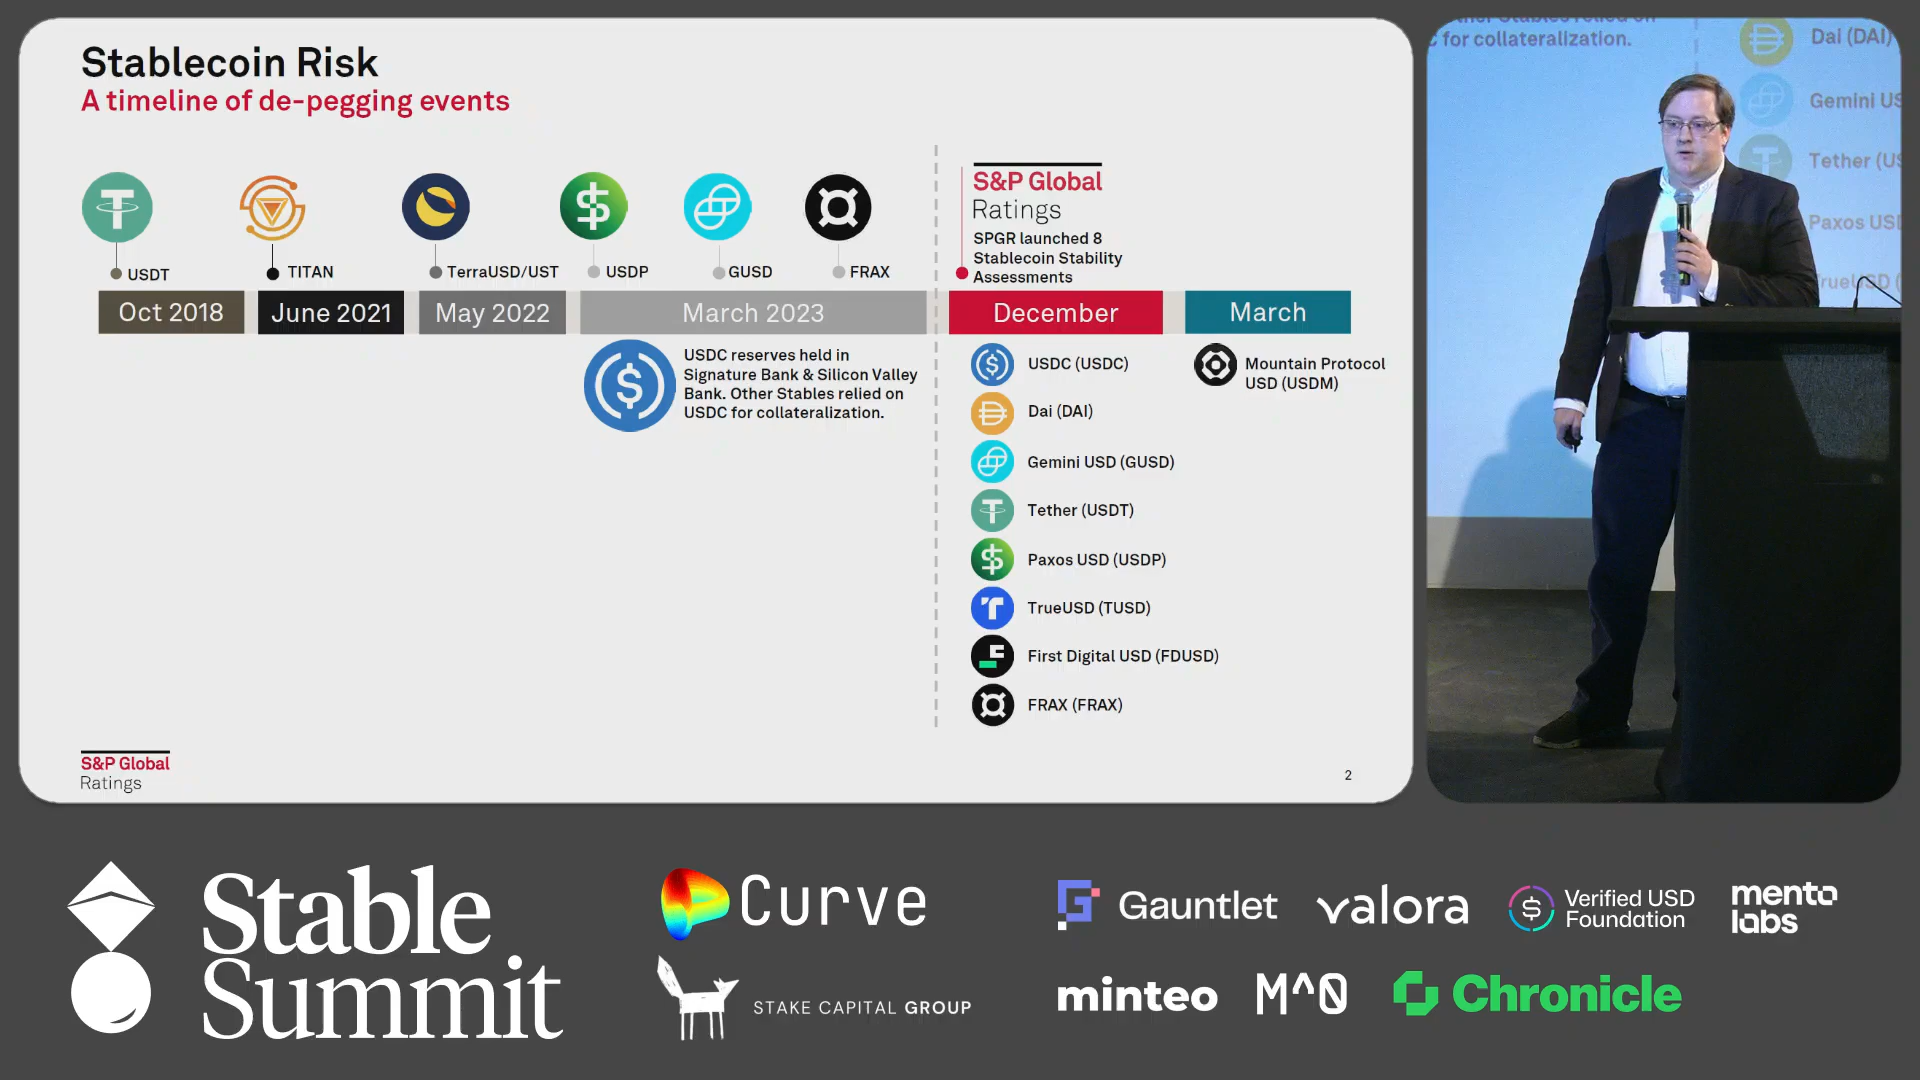 Stablecoin Risk
A timeline of de-pegging events
USDT
TITAN
TerraUSD/UST
USDP
GUSD
FRAX
Oct 2018
June 2021
May 2022
March 2023
USDC reserves held in
Signature Bank & Silicon Valley
Bank. Other Stables relied on
USDC for collateralization.
S&P Global
Ratings
SPGR launched 8
Stablecoin Stability
Assessments
December
March
USDC (USDC)
Dai (DAI)
Gemini USD (GUSD)
Tether (USDT)
Paxos USD (USDP)
TrueUSD (TUSD)
First Digital USD (FDUSD)
FRAX (FRAX)
Mountain Protocol
USD (USDM)
S&P Global
Ratings
2
for collateralization.
Dai (DAI)
Gemini US
Tether (US
Paxos US
Stable
Summit
Curve
STAKE CAPITAL GROUP
Gauntlet
valora
Verified USD
Foundation
mento
labs
minteo
M^0
Chronicle